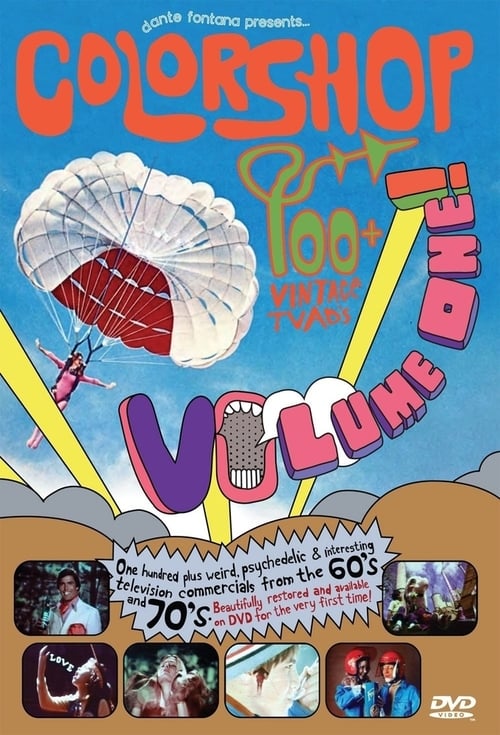 dante fontana presents...
COLORSHOP
100+
VINTAGE
TV ADS
VOLUME ONE!
One hundred plus weird, psychedelic & interesting
television commercials from the 60's
and 70's. Beautifully restored and available
on DVD for the very first time!
LOVE
DVD
VIDEO